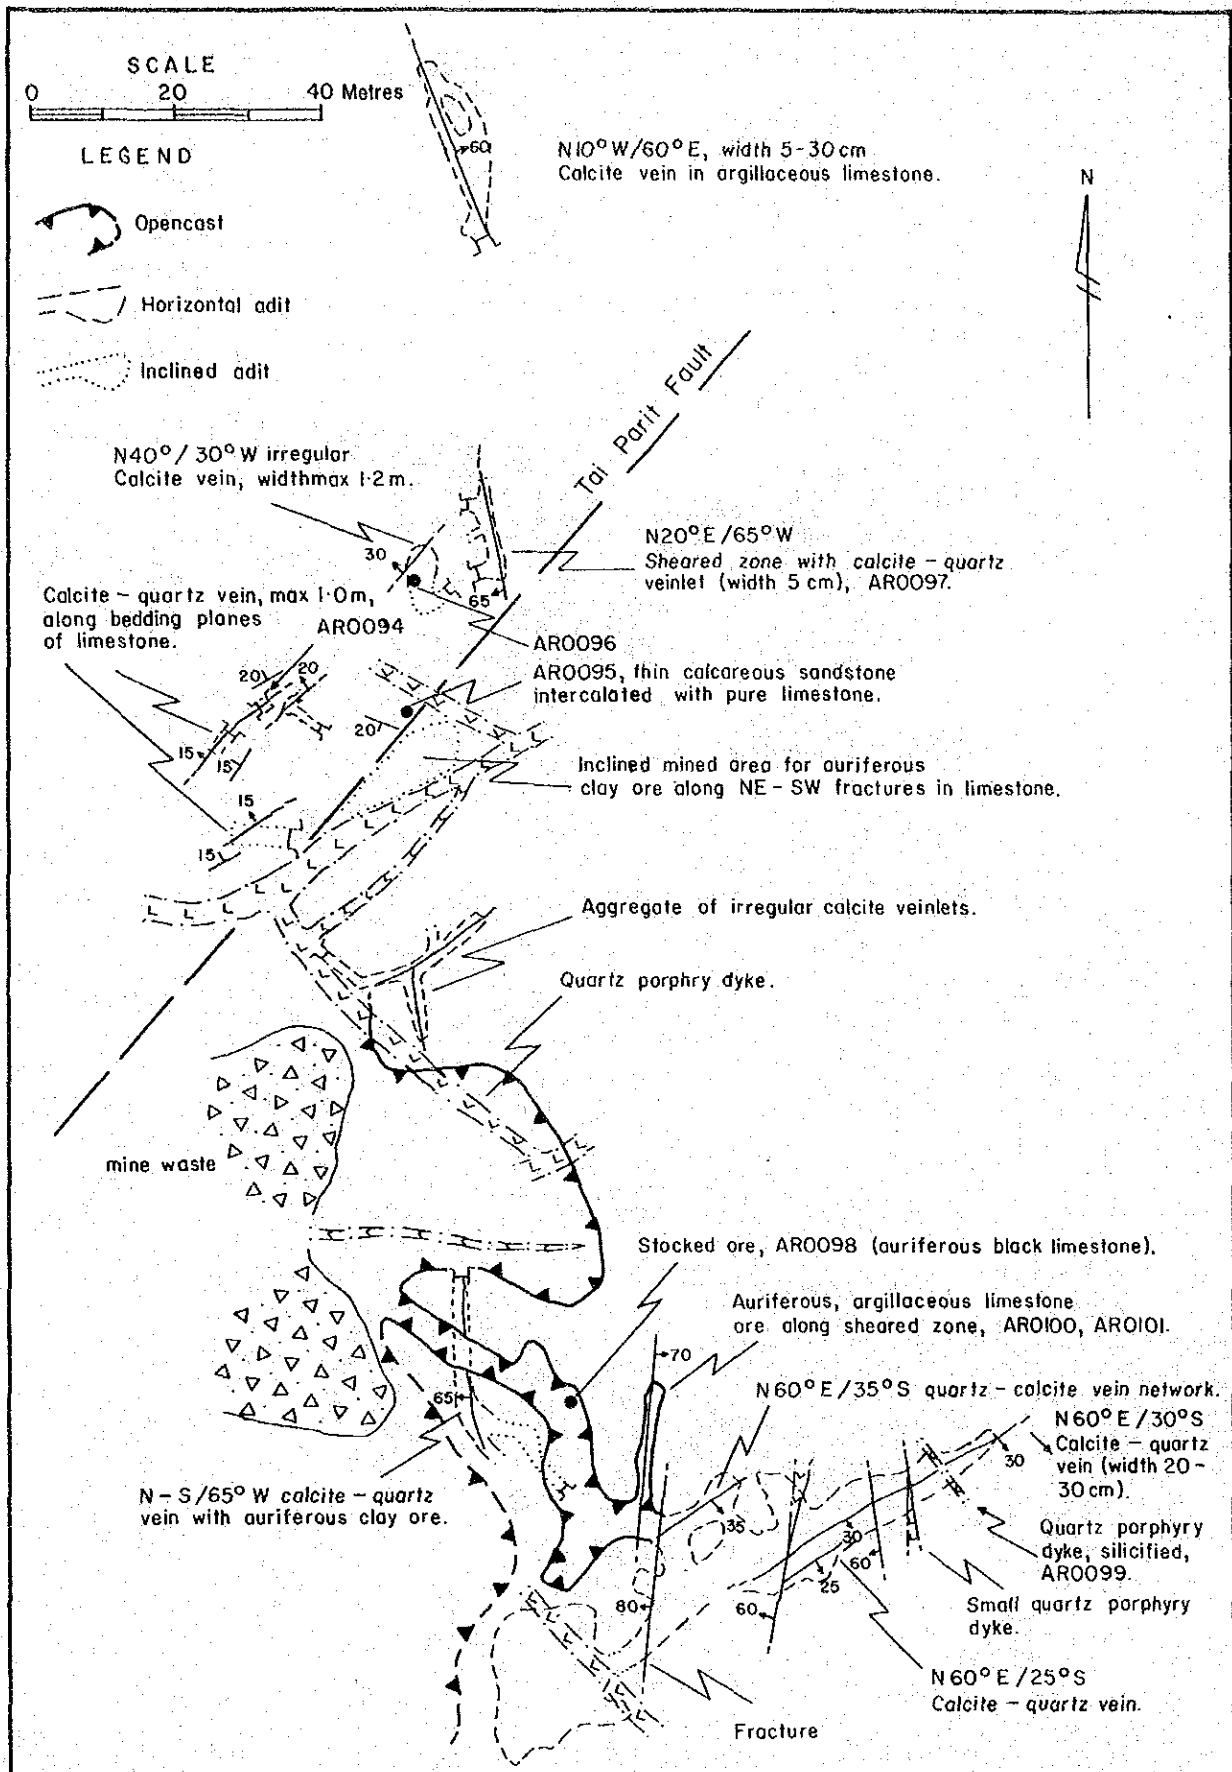 SCALE
0 20 40 Metres
LEGEND
Opencast
Horizontal adit
Inclined adit
60
N10°W/60°E, width 5-30cm
Calcite vein in argillaceous limestone.
N
Tai Parit Fault
N40°/30°W irregular
Calcite vein, widthmax 1·2m.
30
65
N20°E/65°W
Sheared zone with calcite-quartz
veinlet (width 5 cm), AR0097.
Calcite-quartz vein, max 1·0m,
along bedding planes
of limestone.
AR0094
AR0096
AR0095, thin calcareous sandstone
intercalated with pure limestone.
20
20
20
15
15
Inclined mined area for auriferous
clay ore along NE-SW fractures in limestone.
15
15
Aggregate of irregular calcite veinlets.
Quartz porphry dyke.
mine waste
Stocked ore, AR0098 (auriferous black limestone).
Auriferous, argillaceous limestone
ore along sheared zone, AR0100, AR0101.
70
65
N60°E/35°S quartz-calcite vein network.
N60°E/30°S
Calcite-quartz
vein (width 20-
30cm).
30
N-S/65°W calcite-quartz
vein with auriferous clay ore.
35
30
60
25
80
60
Quartz porphyry
dyke, silicified,
AR0099.
Small quartz porphyry
dyke.
N60°E/25°S
Calcite-quartz vein.
Fracture